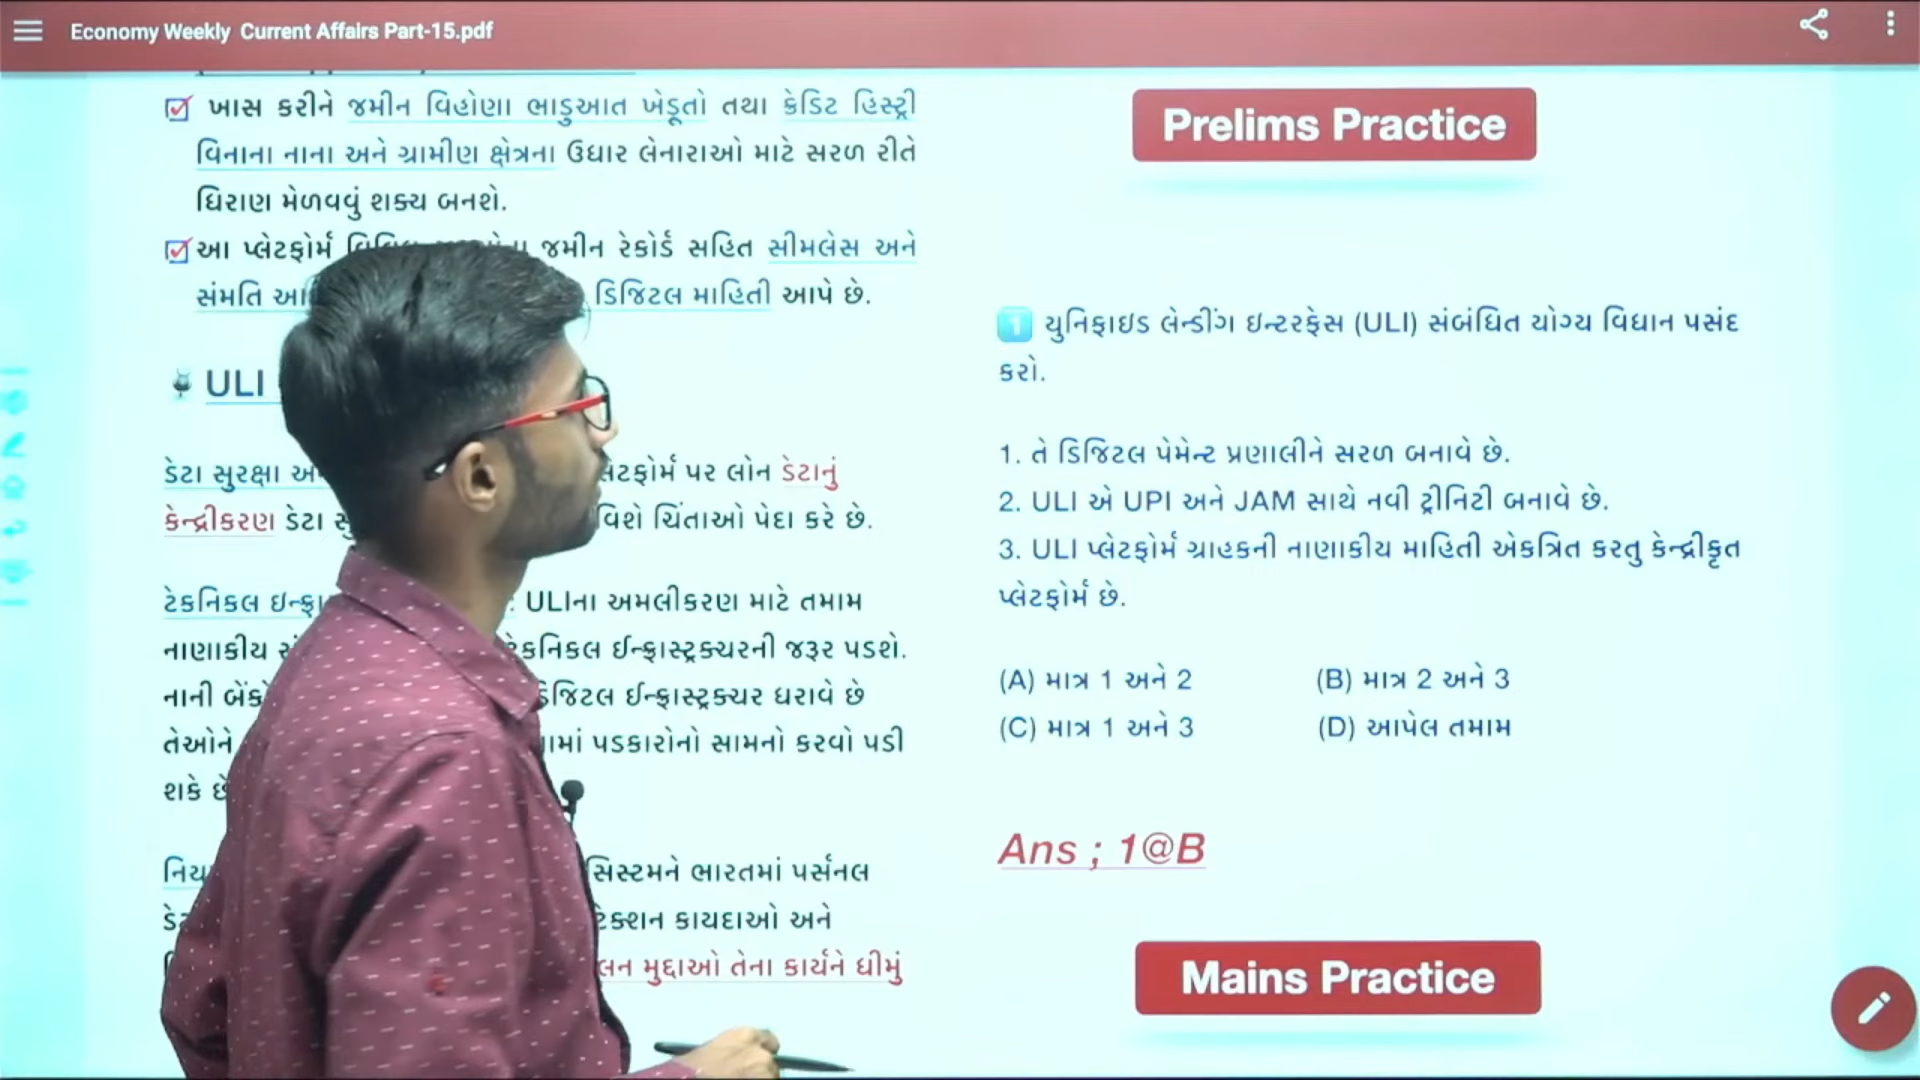 Economy Weekly Current Affairs Part-15.pdf
ખાસ કરીને જમીન વિહોણા ભાડુઆત ખેડૂતો તથા ક્રેડિટ હિસ્ટ્રી
વિનાના નાના અને ગ્રામીણ ક્ષેત્રના ઉધાર લેનારાઓ માટે સરળ રીતે
ધિરાણ મેળવવું શક્ય બનશે.
આ પ્લેટફોર્મ જમીન રેકોર્ડ સહિત સીમલેસ અને
સંમતિ ડિજિટલ માહિતી આપે છે.
ULI
ડેટા સુરક્ષા પર લોન ડેટાનું
કેન્દ્રીકરણ ડેટા વિશે ચિંતાઓ પેદા કરે છે.
ટેકનિકલ : ULIના અમલીકરણ માટે તમામ
નાણાકીય ટેકનિકલ ઈન્ફ્રાસ્ટ્રક્ચરની જરૂર પડશે.
નાની ડિજિટલ ઈન્ફ્રાસ્ટ્રક્ચર ધરાવે છે
તેઓને પડકારોનો સામનો કરવો પડી
શકે છે
સિસ્ટમને ભારતમાં પર્સનલ
કાયદાઓ અને
મુદ્દાઓ તેના કાર્યને ધીમું
Prelims Practice
1 યુનિફાઇડ લેન્ડીંગ ઇન્ટરફેસ (ULI) સંબંધિત યોગ્ય વિધાન પસંદ
કરો.
1. તે ડિજિટલ પેમેન્ટ પ્રણાલીને સરળ બનાવે છે.
2. ULI એ UPI અને JAM સાથે નવી ટ્રીનિટી બનાવે છે.
3. ULI પ્લેટફોર્મ ગ્રાહકની નાણાકીય માહિતી એકત્રિત કરતુ કેન્દ્રીકૃત
પ્લેટફોર્મ છે.
(A) માત્ર 1 અને 2 (B) માત્ર 2 અને 3
(C) માત્ર 1 અને 3 (D) આપેલ તમામ
Ans ; 1@B
Mains Practice